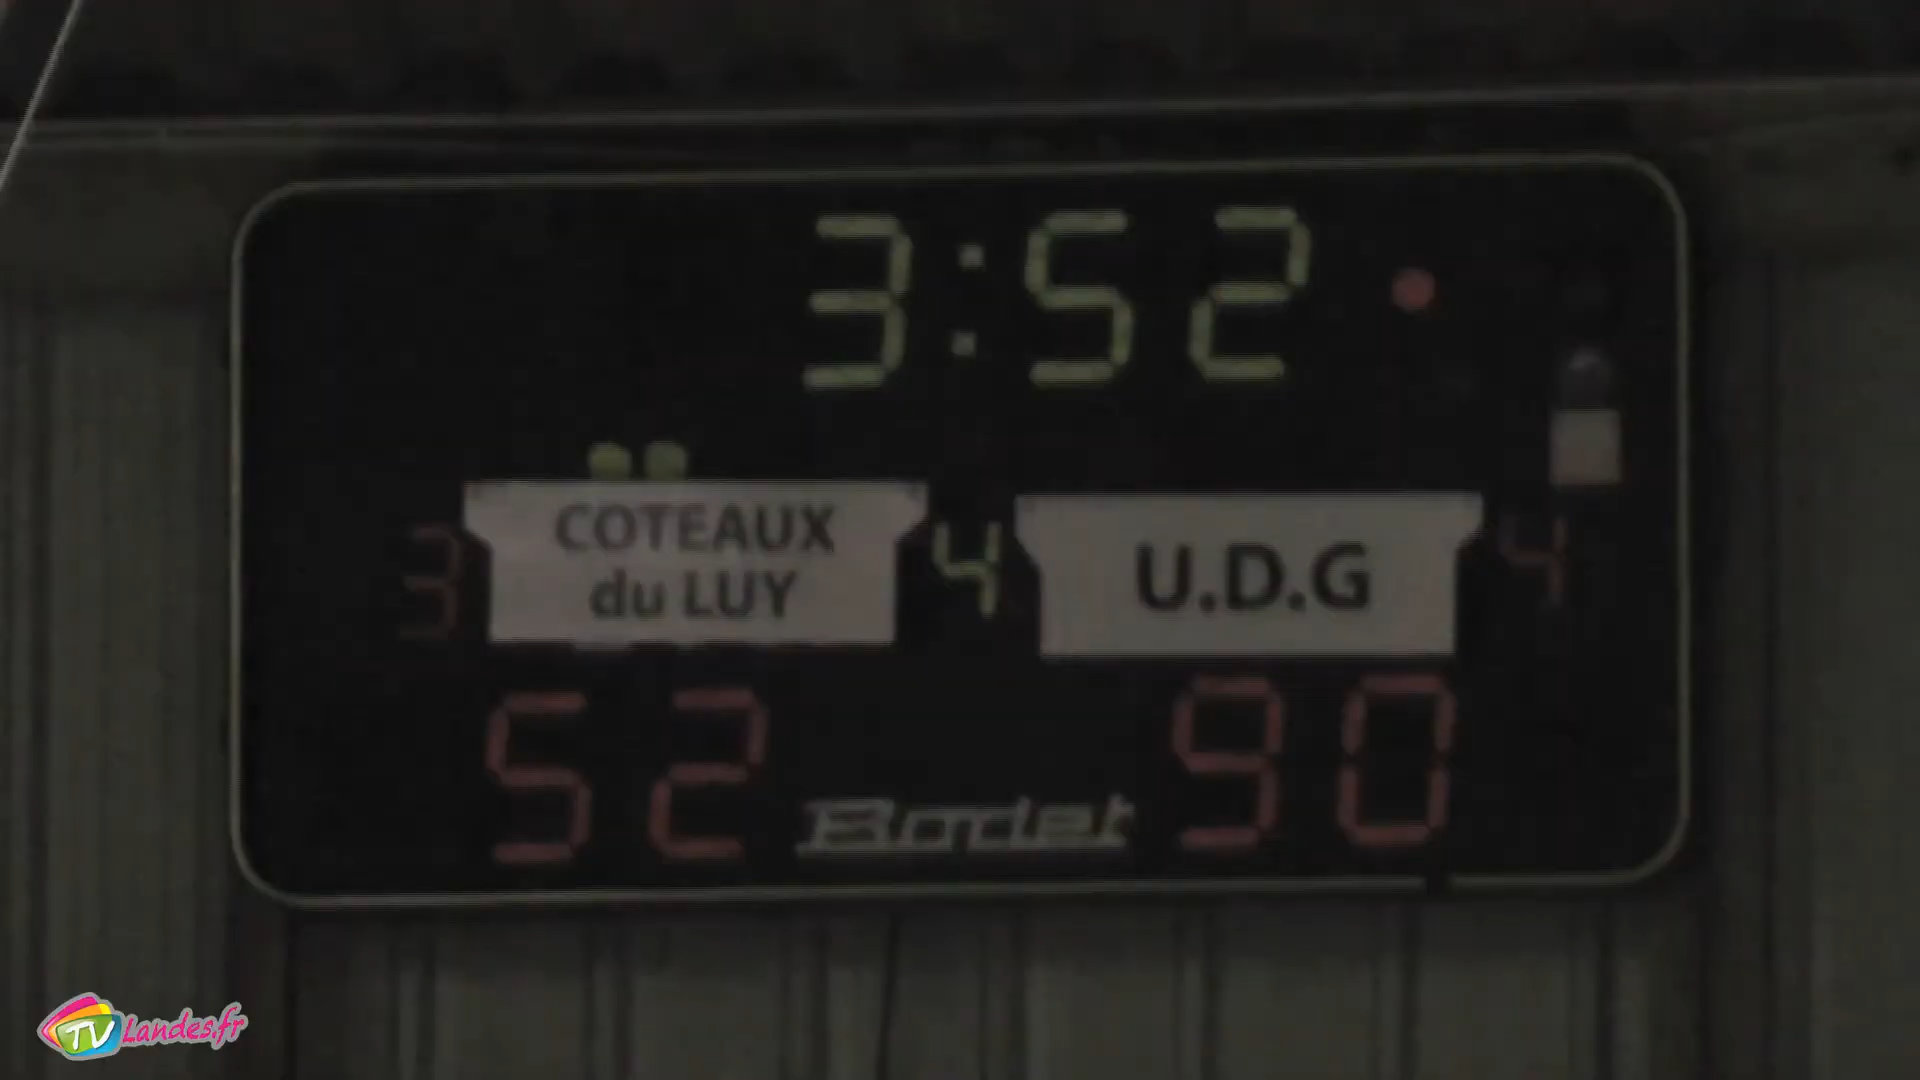 3:52
COTEAUX
du LUY
3
4
U.D.G
4
52
90
Bodet
TV Landes.fr